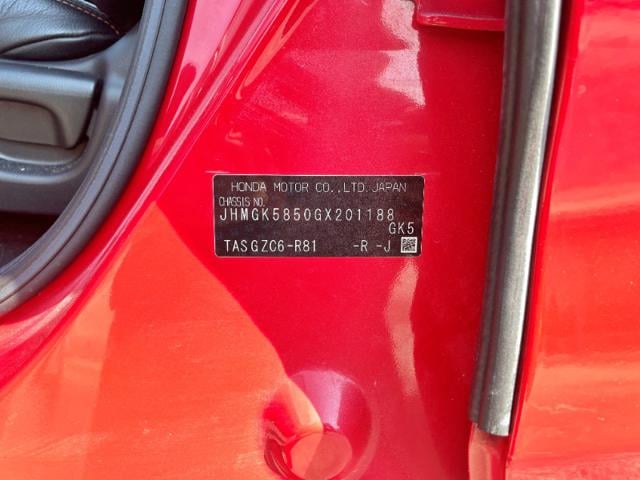 HONDA MOTOR CO.,LTD.JAPAN
CHASSIS NO.
JHMGK5850GX201188
GK5
TASGZC6-R81 -R -J